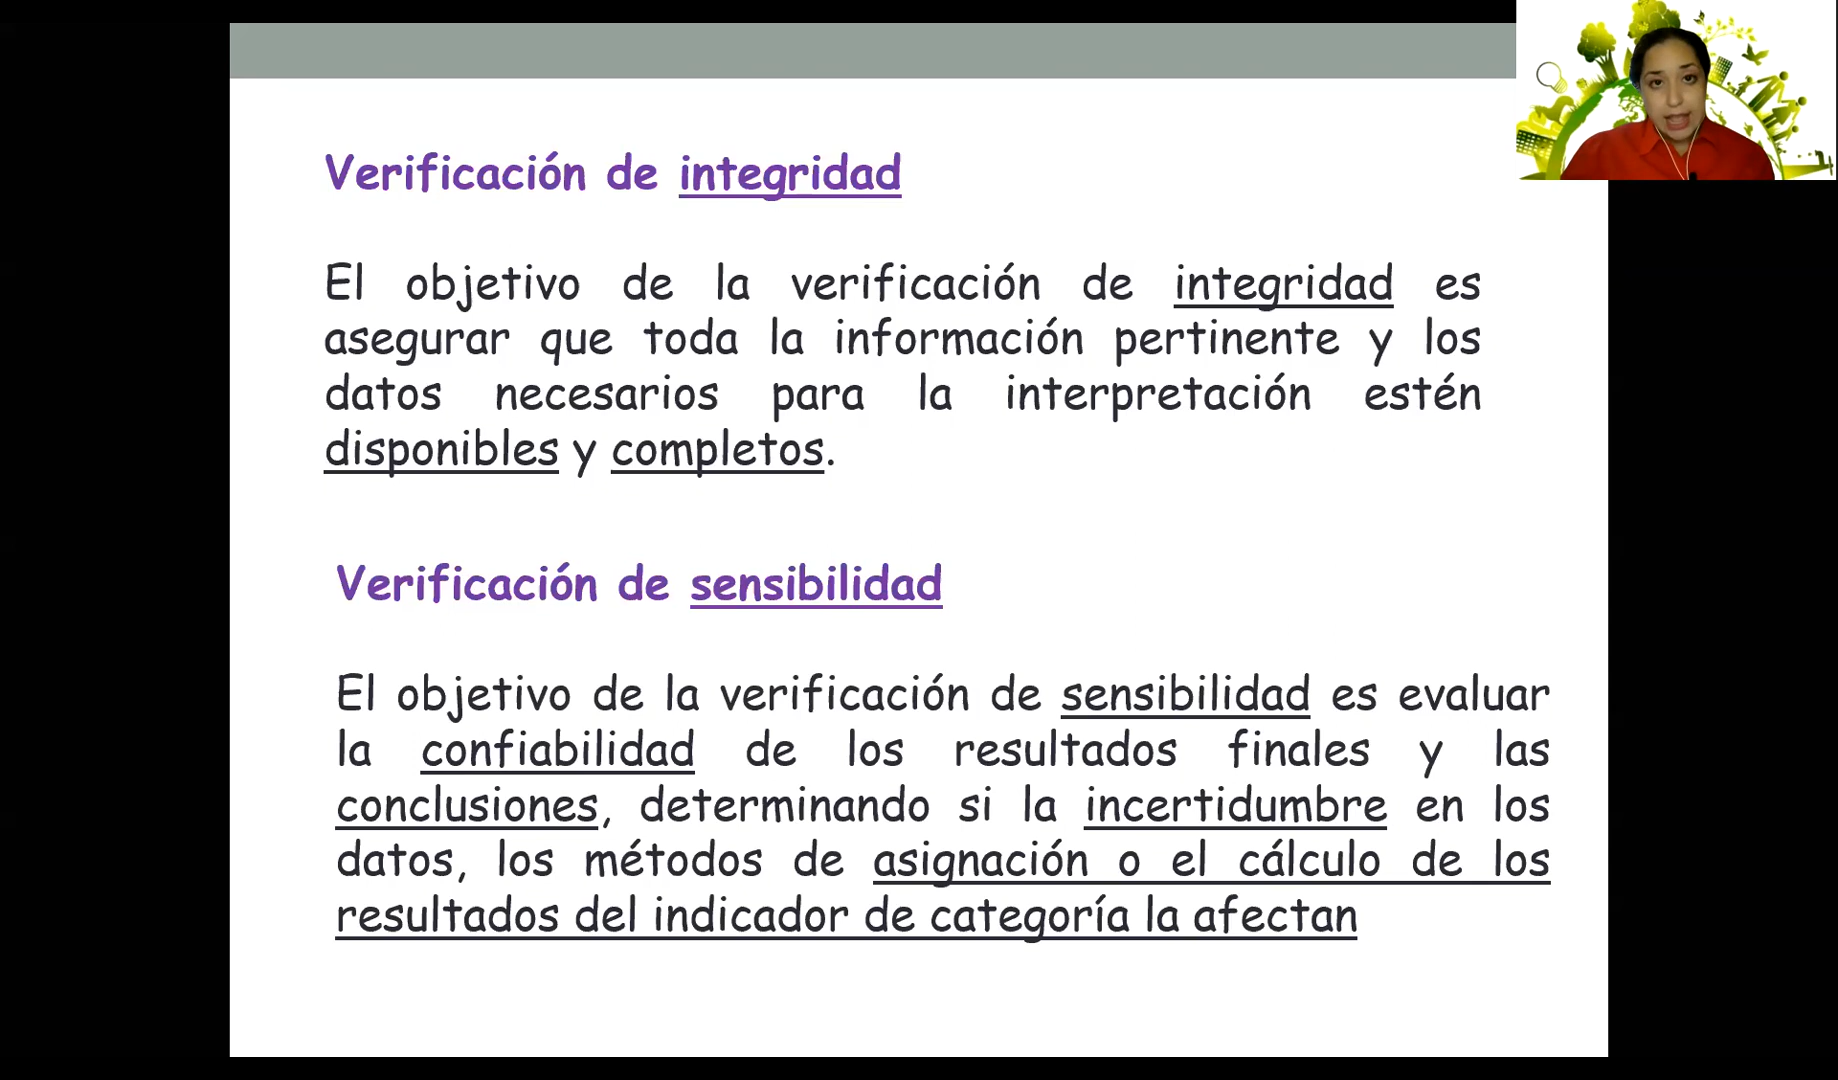 Verificación de integridad
El objetivo de la verificación de integridad es
asegurar que toda la información pertinente y los
datos necesarios para la interpretación estén
disponibles y completos.
Verificación de sensibilidad
El objetivo de la verificación de sensibilidad es evaluar
la confiabilidad de los resultados finales y las
conclusiones, determinando si la incertidumbre en los
datos, los métodos de asignación o el cálculo de los
resultados del indicador de categoría la afectan